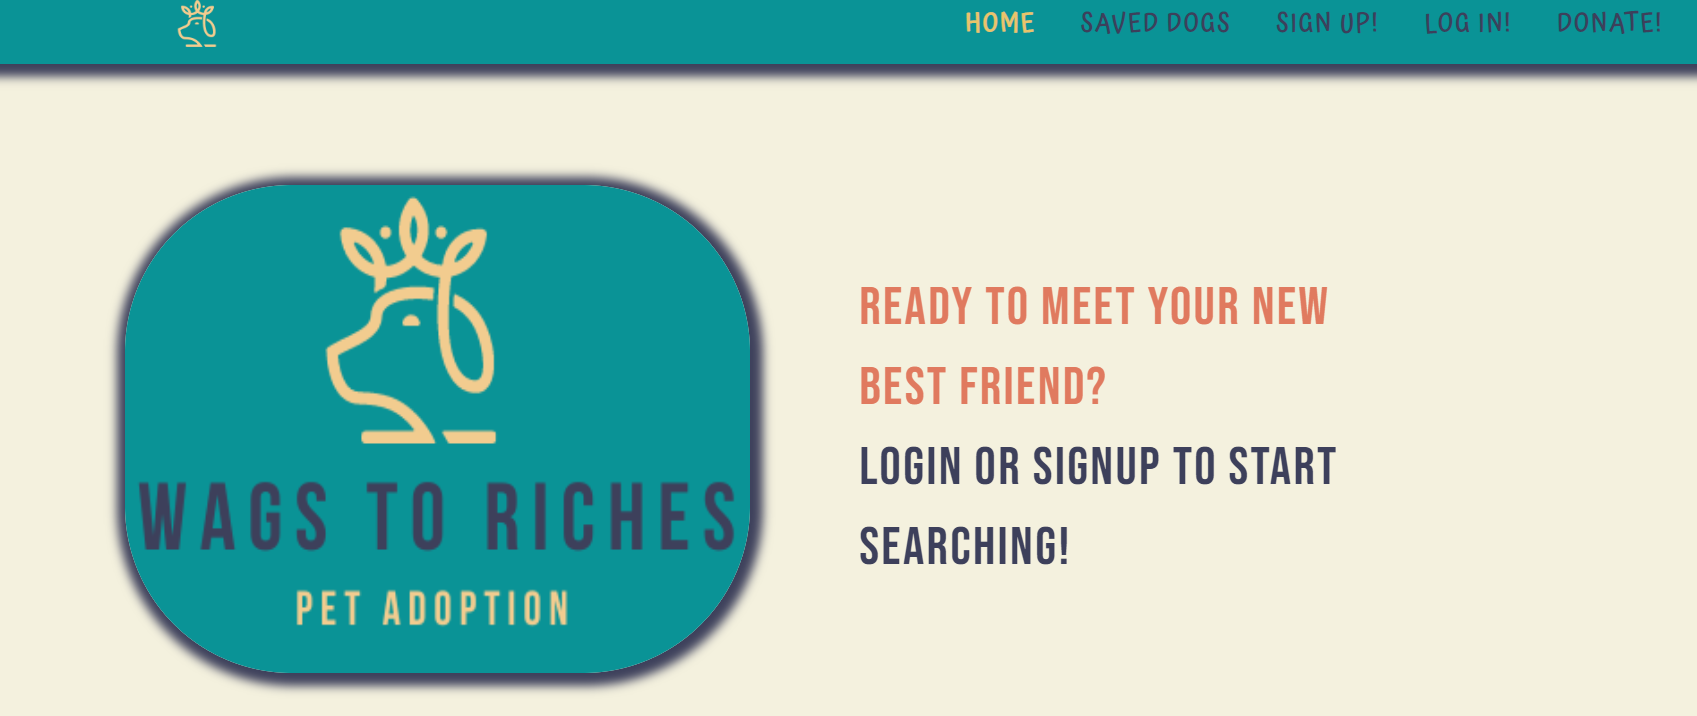 HOME SAVED DOGS SIGN UP! LOG IN! DONATE!
WAGS TO RICHES
PET ADOPTION
READY TO MEET YOUR NEW
BEST FRIEND?
LOGIN OR SIGNUP TO START
SEARCHING!